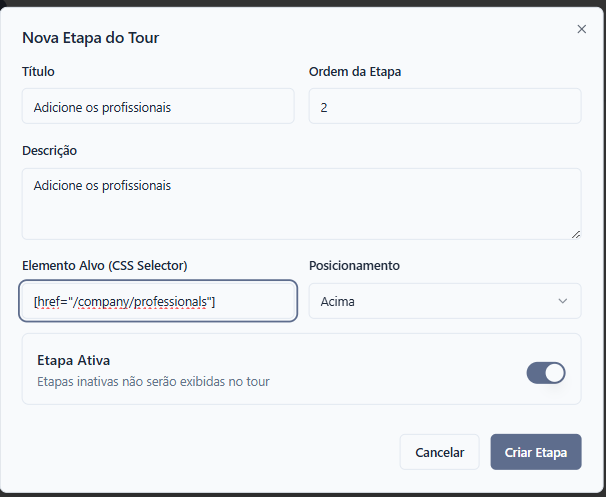 Nova Etapa do Tour
Título
Ordem da Etapa
Adicione os profissionais
2
Descrição
Adicione os profissionais
Elemento Alvo (CSS Selector)
Posicionamento
[href="/company/professionals"]
Acima
Etapa Ativa
Etapas inativas não serão exibidas no tour
Cancelar
Criar Etapa